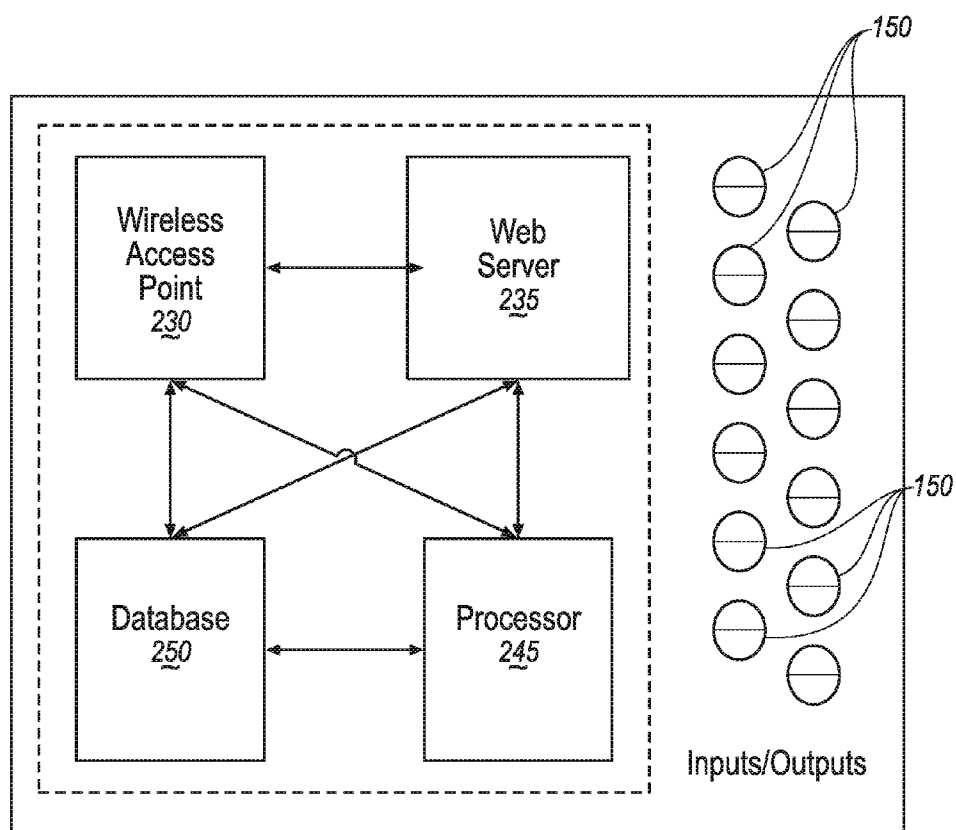 150
Wireless
Access
Point
230
Web
Server
235
150
Database
250
Processor
245
Inputs/Outputs